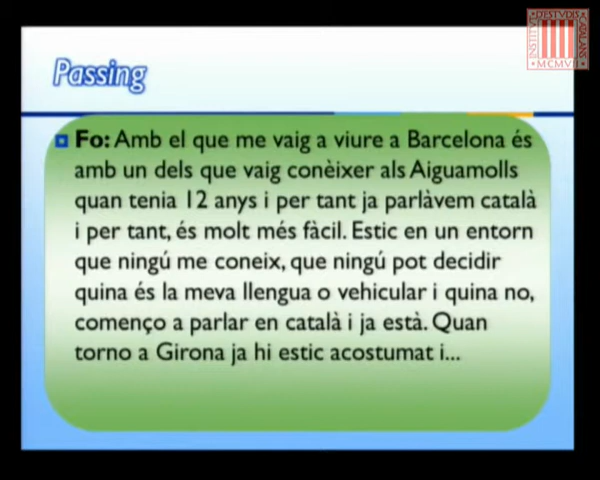 INSTITUT D'ESTVDIS CATALANS
MCMVII
Passing
Fo: Amb el que me vaig a viure a Barcelona és
amb un dels que vaig conèixer als Aiguamolls
quan tenia 12 anys i per tant ja parlàvem català
i per tant, és molt més fàcil. Estic en un entorn
que ningú me coneix, que ningú pot decidir
quina és la meva llengua o vehicular i quina no,
començo a parlar en català i ja està. Quan
torno a Girona ja hi estic acostumat i...